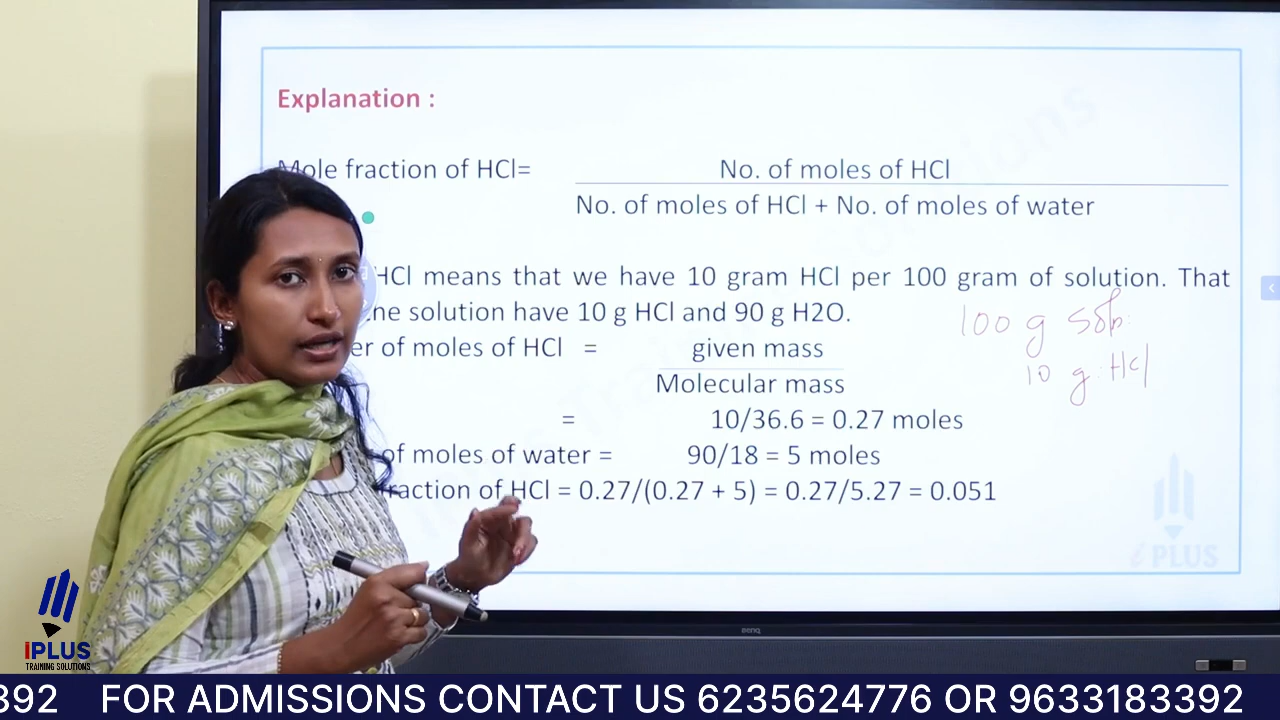 Explanation :
Mole fraction of HCl= No. of moles of HCl
No. of moles of HCl + No. of moles of water
HCl means that we have 10 gram HCl per 100 gram of solution. That
solution have 10 g HCl and 90 g H2O.
100 g soln.
er of moles of HCl = given mass
10 g. HCl
Molecular mass
= 10/36.6 = 0.27 moles
of moles of water = 90/18 = 5 moles
fraction of HCl = 0.27/(0.27 + 5) = 0.27/5.27 = 0.051
iPLUS
BENQ
iPLUS
TRAINING SOLUTIONS
392 FOR ADMISSIONS CONTACT US 6235624776 OR 9633183392